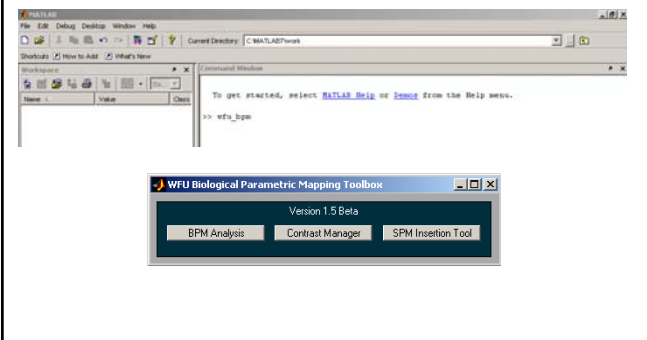 MATLAB
File Edit Debug Desktop Window Help
Current Directory: C:\MATLAB7\work
Shortcuts How to Add What's New
Workspace
Command Window
Name Value Class
To get started, select MATLAB Help or Demos from the Help menu.
>> wfu_bpm
WFU Biological Parametric Mapping Toolbox
Version 1.5 Beta
BPM Analysis Contrast Manager SPM Insertion Tool